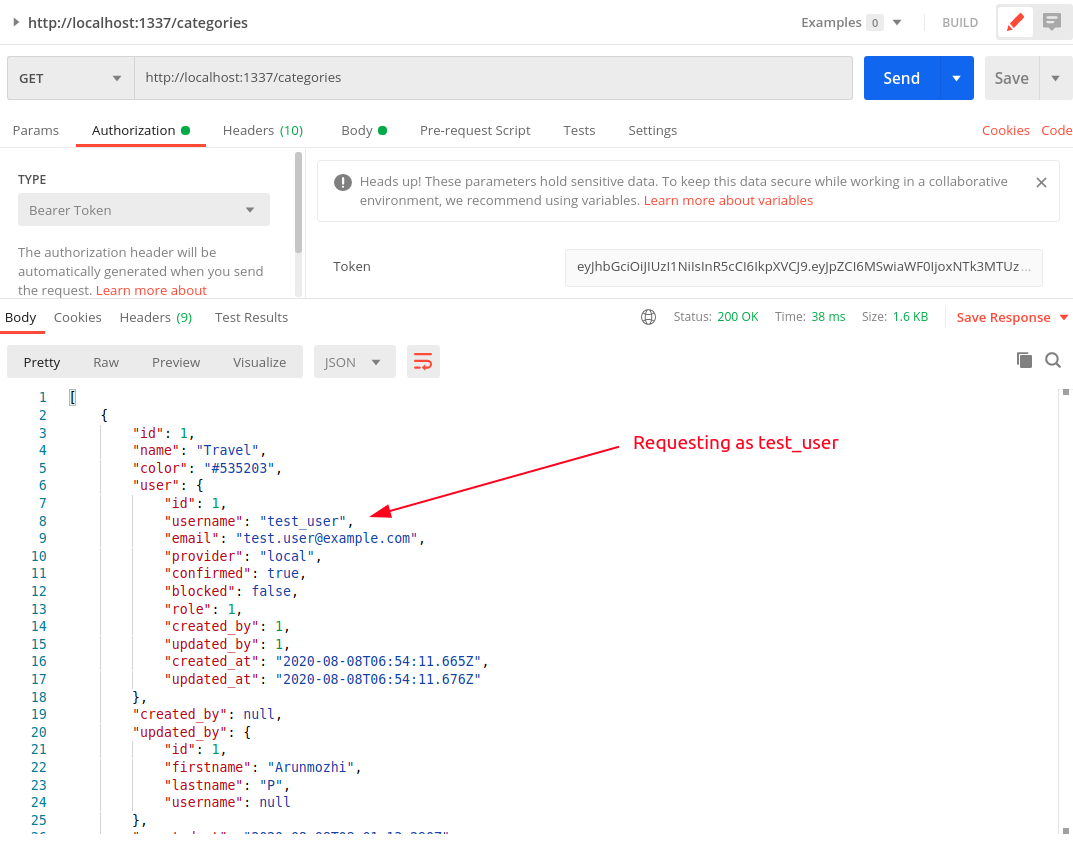 http://localhost:1337/categories
Examples 0
BUILD
GET
http://localhost:1337/categories
Send
Save
Params
Authorization
Headers (10)
Body
Pre-request Script
Tests
Settings
Cookies
Code
TYPE
Bearer Token
The authorization header will be
automatically generated when you send
the request. Learn more about
Heads up! These parameters hold sensitive data. To keep this data secure while working in a collaborative
environment, we recommend using variables. Learn more about variables
Token
eyJhbGciOiJIUzI1NiIsInR5cCI6IkpXVCJ9.eyJpZCI6MSwiaWF0IjoxNTk3MTUz...
Body
Cookies
Headers (9)
Test Results
Status: 200 OK
Time: 38 ms
Size: 1.6 KB
Save Response
Pretty
Raw
Preview
Visualize
JSON
1 [
2 {
3 "id": 1,
4 "name": "Travel",
5 "color": "#535203",
6 "user": {
7 "id": 1,
8 "username": "test_user",
9 "email": "test.user@example.com",
10 "provider": "local",
11 "confirmed": true,
12 "blocked": false,
13 "role": 1,
14 "created_by": 1,
15 "updated_by": 1,
16 "created_at": "2020-08-08T06:54:11.665Z",
17 "updated_at": "2020-08-08T06:54:11.676Z"
18 },
19 "created_by": null,
20 "updated_by": {
21 "id": 1,
22 "firstname": "Arunmozhi",
23 "lastname": "P",
24 "username": null
25 },
Requesting as test_user